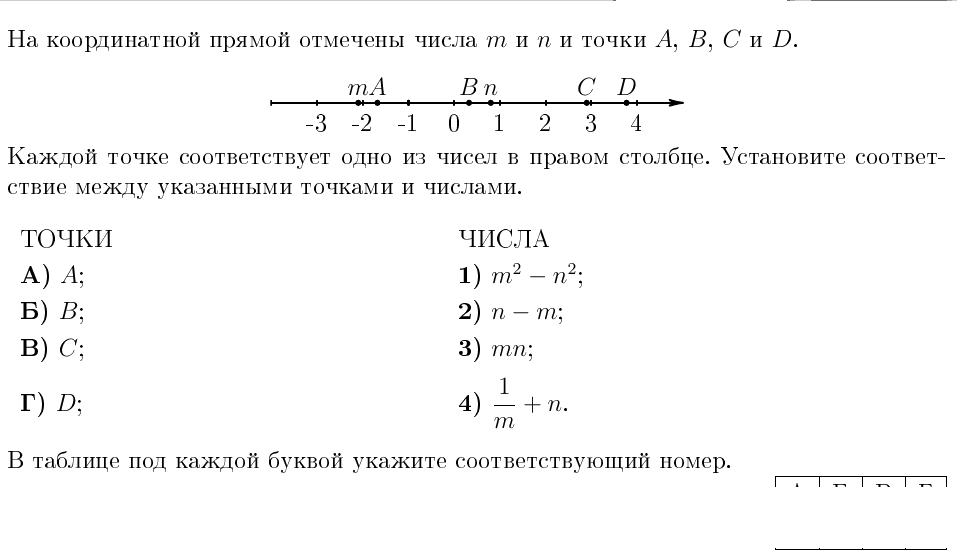 На координатной прямой отмечены числа m и n и точки A, B, C и D.
mA B n C D
-3 -2 -1 0 1 2 3 4
Каждой точке соответствует одно из чисел в правом столбце. Установите соответ-
ствие между указанными точками и числами.
ТОЧКИ ЧИСЛА
А) A; 1) m² − n²;
Б) B; 2) n − m;
В) C; 3) mn;
Г) D; 4) 1/m + n.
В таблице под каждой буквой укажите соответствующий номер.